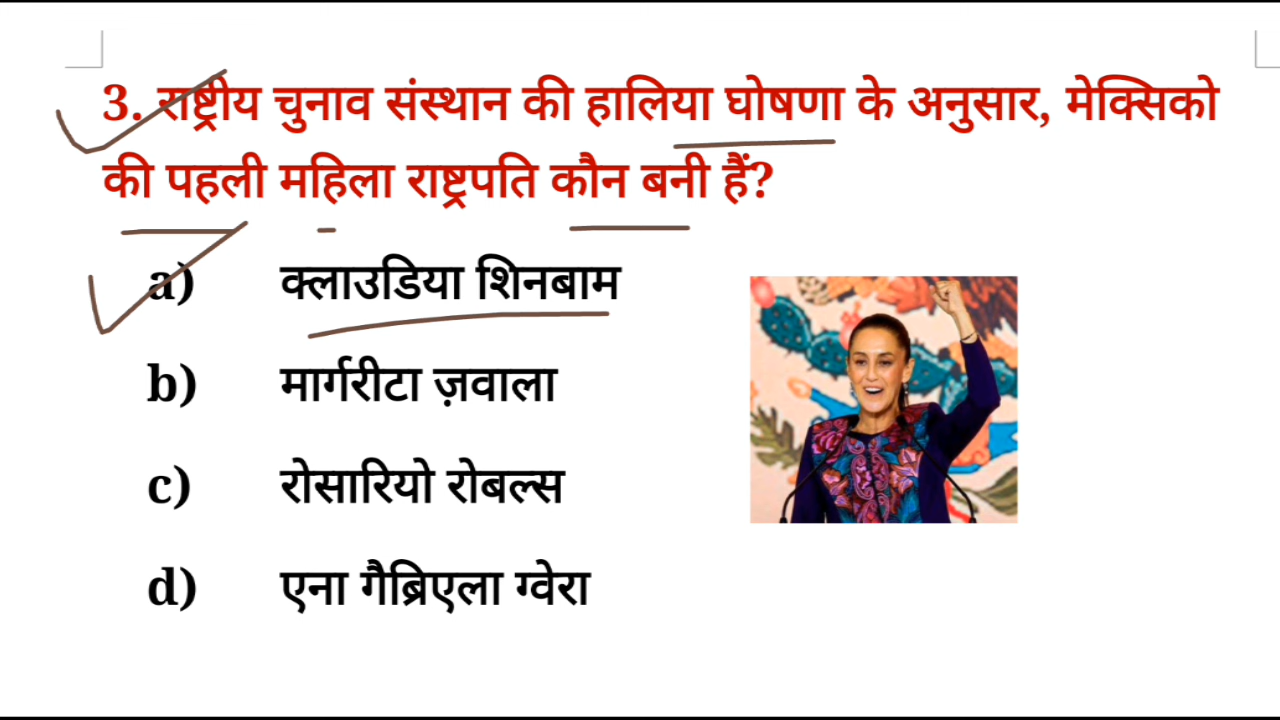 3. राष्ट्रीय चुनाव संस्थान की हालिया घोषणा के अनुसार, मेक्सिको
की पहली महिला राष्ट्रपति कौन बनी हैं?
a) क्लाउडिया शिनबाम
b) मार्गरीटा ज़वाला
c) रोसारियो रोबल्स
d) एना गैब्रिएला ग्वेरा